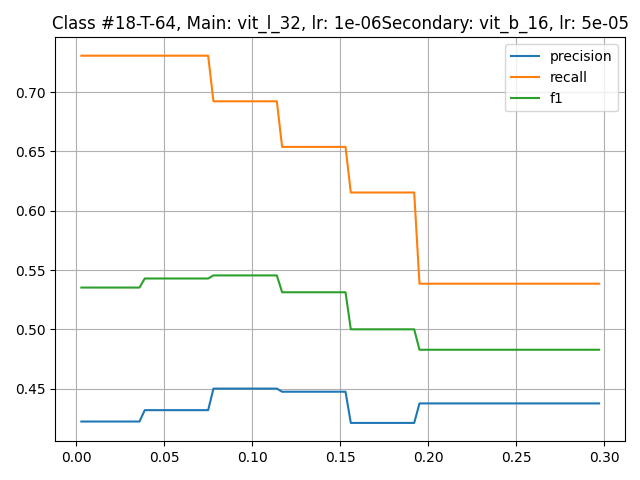 Class #18-T-64, Main: vit_l_32, lr: 1e-06Secondary: vit_b_16, lr: 5e-05
precision
recall
f1
0.70
0.65
0.60
0.55
0.50
0.45
0.00 0.05 0.10 0.15 0.20 0.25 0.30